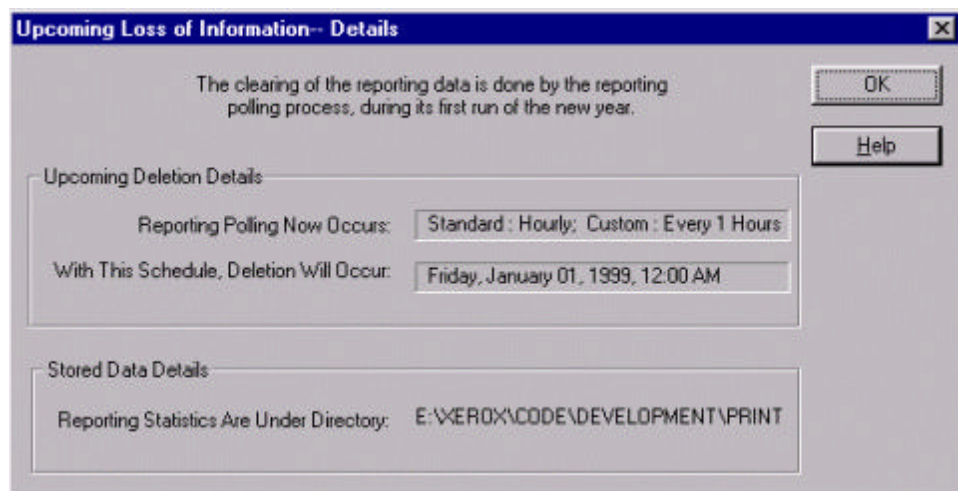 Upcoming Loss of Information-- Details
The clearing of the reporting data is done by the reporting
polling process, during its first run of the new year.
OK
Help
Upcoming Deletion Details
Reporting Polling Now Occurs: Standard : Hourly; Custom : Every 1 Hours
With This Schedule, Deletion Will Occur: Friday, January 01, 1999, 12:00 AM
Stored Data Details
Reporting Statistics Are Under Directory: E:\XEROX\CODE\DEVELOPMENT\PRINT